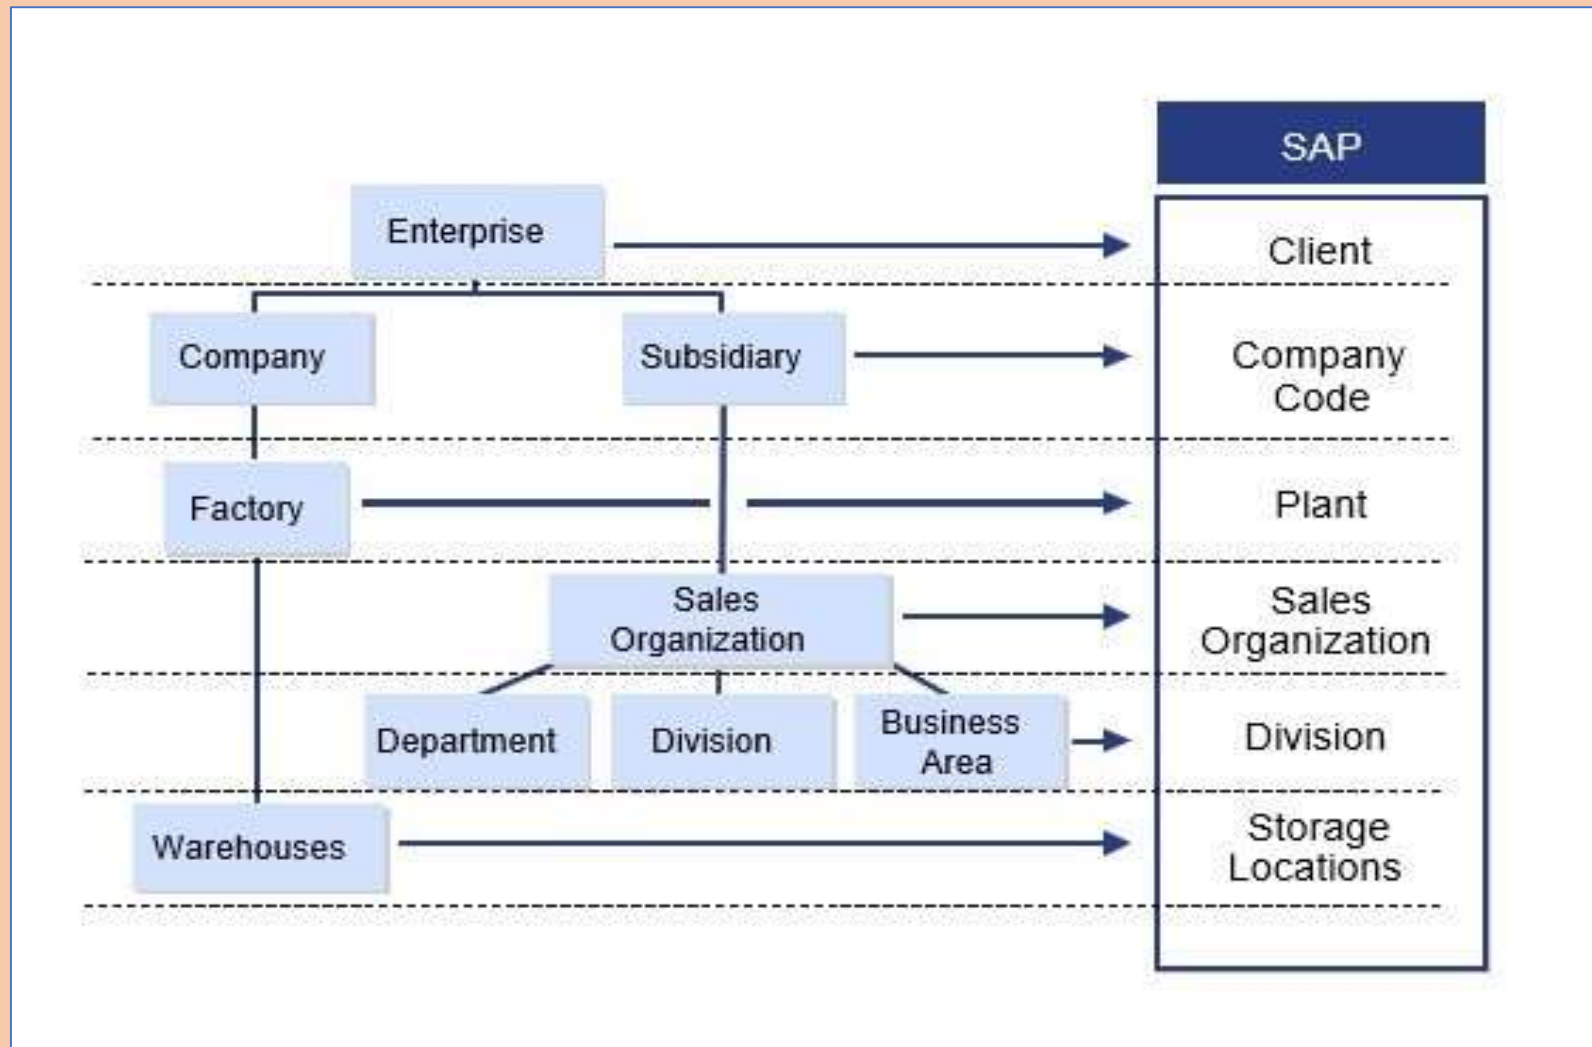 SAP
Enterprise
Client
Company
Subsidiary
Company
Code
Factory
Plant
Sales
Organization
Sales
Organization
Department
Division
Business
Area
Division
Warehouses
Storage
Locations